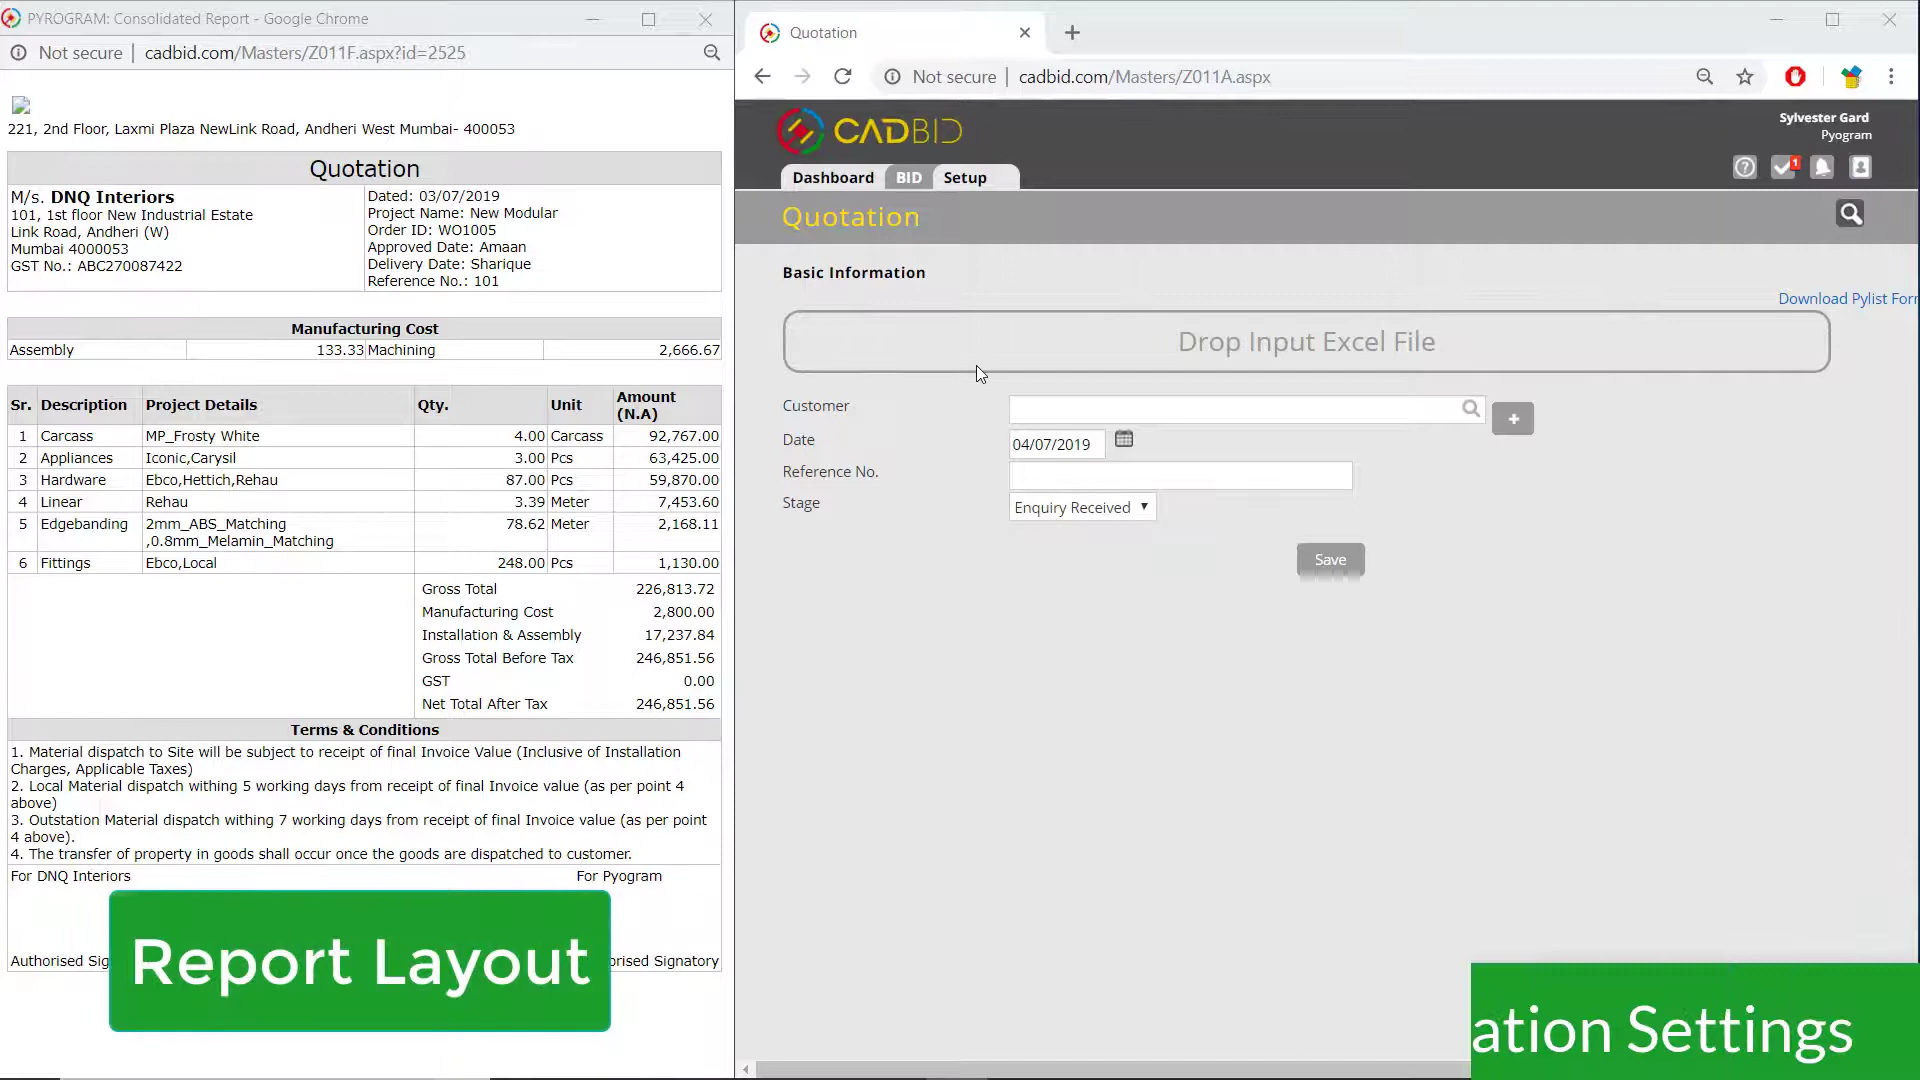 PYROGRAM: Consolidated Report - Google Chrome
Not secure | cadbid.com/Masters/Z011F.aspx?id=2525
221, 2nd Floor, Laxmi Plaza NewLink Road, Andheri West Mumbai- 400053
Quotation
M/s. DNQ Interiors
101, 1st floor New Industrial Estate
Link Road, Andheri (W)
Mumbai 4000053
GST No.: ABC270087422
Dated: 03/07/2019
Project Name: New Modular
Order ID: WO1005
Approved Date: Amaan
Delivery Date: Sharique
Reference No.: 101
Manufacturing Cost
Assembly 133.33 Machining 2,666.67
Sr. Description Project Details Qty. Unit Amount (N.A)
1 Carcass MP_Frosty White 4.00 Carcass 92,767.00
2 Appliances Iconic,Carysil 3.00 Pcs 63,425.00
3 Hardware Ebco,Hettich,Rehau 87.00 Pcs 59,870.00
4 Linear Rehau 3.39 Meter 7,453.60
5 Edgebanding 2mm_ABS_Matching 78.62 Meter 2,168.11
,0.8mm_Melamin_Matching
6 Fittings Ebco,Local 248.00 Pcs 1,130.00
Gross Total 226,813.72
Manufacturing Cost 2,800.00
Installation & Assembly 17,237.84
Gross Total Before Tax 246,851.56
GST 0.00
Net Total After Tax 246,851.56
Terms & Conditions
1. Material dispatch to Site will be subject to receipt of final Invoice Value (Inclusive of Installation
Charges, Applicable Taxes)
2. Local Material dispatch withing 5 working days from receipt of final Invoice value (as per point 4
above)
3. Outstation Material dispatch withing 7 working days from receipt of final Invoice value (as per point
4 above).
4. The transfer of property in goods shall occur once the goods are dispatched to customer.
For DNQ Interiors For Pyogram
Authorised Sig orised Signatory
Report Layout
Quotation
Not secure | cadbid.com/Masters/Z011A.aspx
CADBID
Sylvester Gard
Pyogram
1
Dashboard BID Setup
Quotation
Basic Information
Download Pylist For
Drop Input Excel File
Customer
+
Date 04/07/2019
Reference No.
Stage Enquiry Received
Save
ation Settings